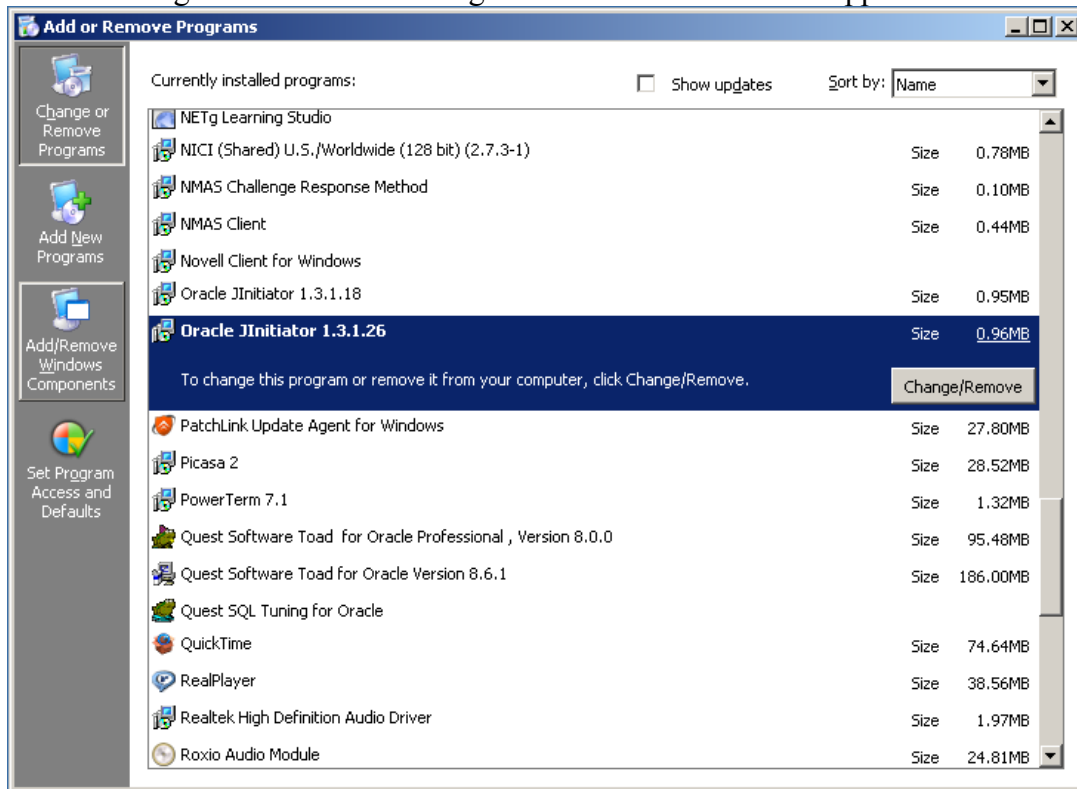 Add or Remove Programs
Change or
Remove
Programs
Add New
Programs
Add/Remove
Windows
Components
Set Program
Access and
Defaults
Currently installed programs: Show updates Sort by: Name
NETg Learning Studio
NICI (Shared) U.S./Worldwide (128 bit) (2.7.3-1) Size 0.78MB
NMAS Challenge Response Method Size 0.10MB
NMAS Client Size 0.44MB
Novell Client for Windows
Oracle JInitiator 1.3.1.18 Size 0.95MB
Oracle JInitiator 1.3.1.26 Size 0.96MB
To change this program or remove it from your computer, click Change/Remove. Change/Remove
PatchLink Update Agent for Windows Size 27.80MB
Picasa 2 Size 28.52MB
PowerTerm 7.1 Size 1.32MB
Quest Software Toad for Oracle Professional , Version 8.0.0 Size 95.48MB
Quest Software Toad for Oracle Version 8.6.1 Size 186.00MB
Quest SQL Tuning for Oracle
QuickTime Size 74.64MB
RealPlayer Size 38.56MB
Realtek High Definition Audio Driver Size 1.97MB
Roxio Audio Module Size 24.81MB